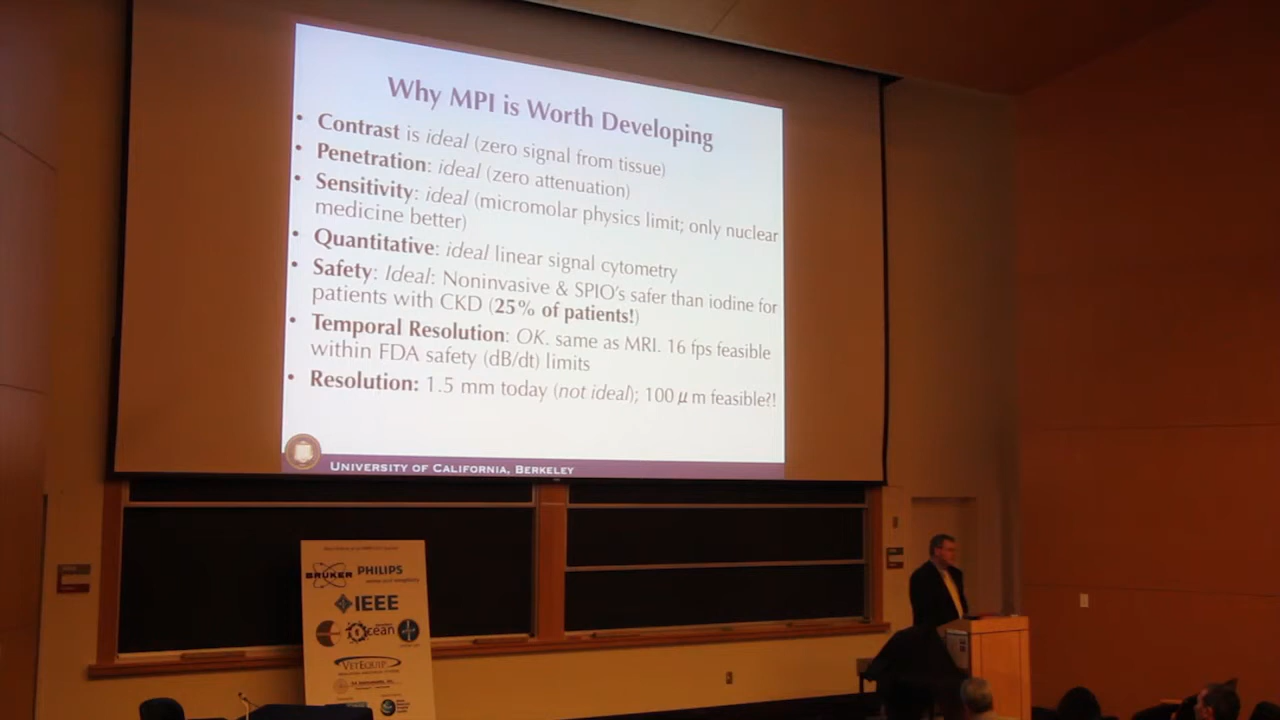 Why MPI is Worth Developing
• Contrast is ideal (zero signal from tissue)
• Penetration: ideal (zero attenuation)
• Sensitivity: ideal (micromolar physics limit; only nuclear
medicine better)
• Quantitative: ideal linear signal cytometry
• Safety: Ideal: Noninvasive & SPIO's safer than iodine for
patients with CKD (25% of patients!)
• Temporal Resolution: OK. same as MRI. 16 fps feasible
within FDA safety (dB/dt) limits
• Resolution: 1.5 mm today (not ideal); 100 μm feasible?!
UNIVERSITY OF CALIFORNIA, BERKELEY
BRUKER
PHILIPS
IEEE
Ocean
VETEQUIP